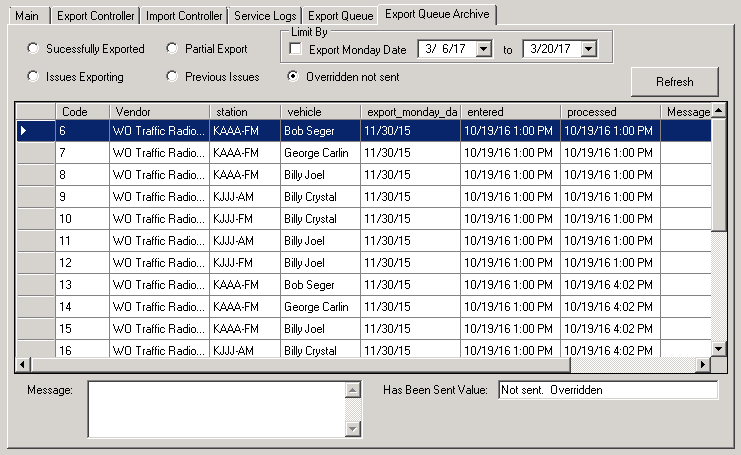 Main Export Controller Import Controller Service Logs Export Queue Export Queue Archive
Limit By
Sucessfully Exported Partial Export Export Monday Date 3/ 6/17 to 3/20/17
Issues Exporting Previous Issues Overridden not sent
Refresh
Code Vendor station vehicle export_monday_da entered processed Message
6 WO Traffic Radio... KAAA-FM Bob Seger 11/30/15 10/19/16 1:00 PM 10/19/16 1:00 PM
7 WO Traffic Radio... KAAA-FM George Carlin 11/30/15 10/19/16 1:00 PM 10/19/16 1:00 PM
8 WO Traffic Radio... KAAA-FM Billy Joel 11/30/15 10/19/16 1:00 PM 10/19/16 1:00 PM
9 WO Traffic Radio... KJJJ-AM Billy Crystal 11/30/15 10/19/16 1:00 PM 10/19/16 1:00 PM
10 WO Traffic Radio... KJJJ-FM Billy Crystal 11/30/15 10/19/16 1:00 PM 10/19/16 1:00 PM
11 WO Traffic Radio... KJJJ-AM Billy Joel 11/30/15 10/19/16 1:00 PM 10/19/16 1:00 PM
12 WO Traffic Radio... KJJJ-FM Billy Joel 11/30/15 10/19/16 1:00 PM 10/19/16 1:00 PM
13 WO Traffic Radio... KAAA-FM Bob Seger 11/30/15 10/19/16 1:00 PM 10/19/16 4:02 PM
14 WO Traffic Radio... KAAA-FM George Carlin 11/30/15 10/19/16 1:00 PM 10/19/16 4:02 PM
15 WO Traffic Radio... KAAA-FM Billy Joel 11/30/15 10/19/16 1:00 PM 10/19/16 4:02 PM
16 WO Traffic Radio... KJJJ-AM Billy Crystal 11/30/15 10/19/16 1:00 PM 10/19/16 4:02 PM
Message: Has Been Sent Value: Not sent. Overridden